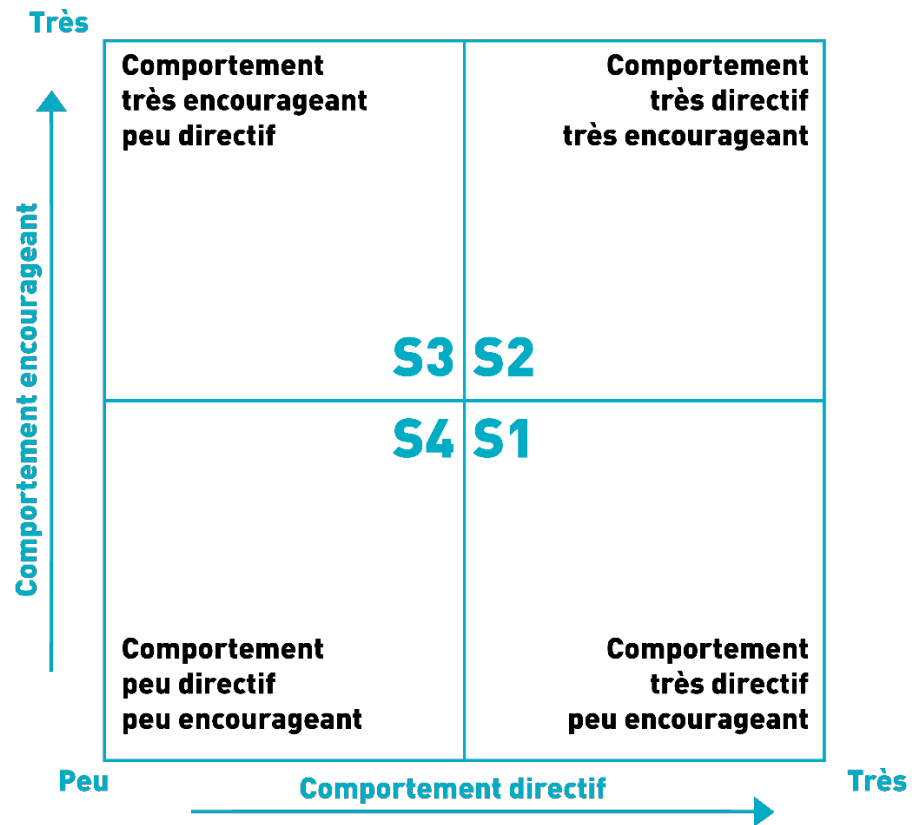 Très
Comportement
très encourageant
peu directif
Comportement
très directif
très encourageant
Comportement encourageant
S3 S2
S4 S1
Comportement
peu directif
peu encourageant
Comportement
très directif
peu encourageant
Peu
Comportement directif
Très